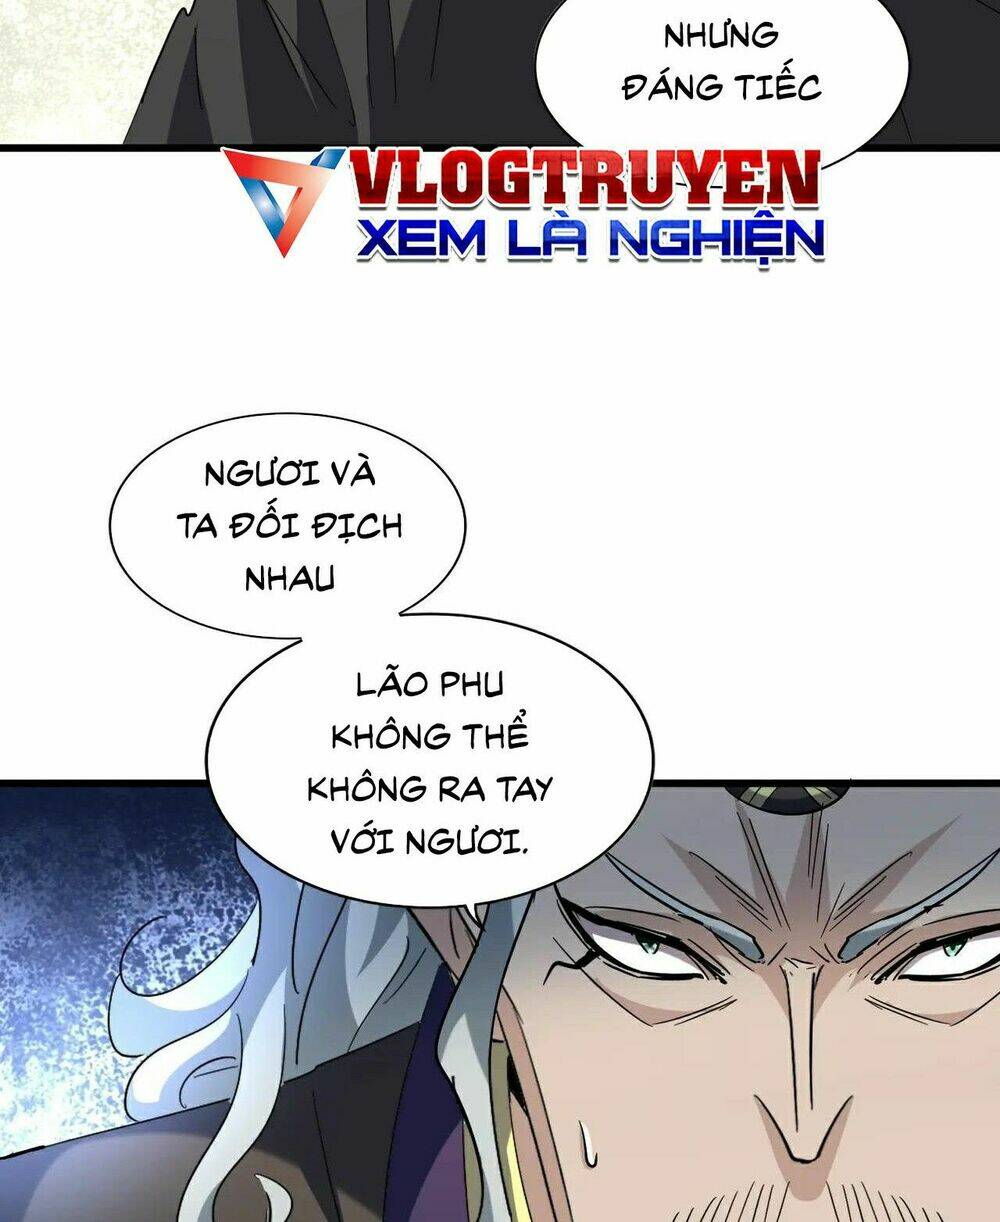 NHƯNG
ĐÁNG TIẾC
VLOGTRUYEN
XEM LÀ NGHIỆN
NGƯƠI VÀ
TA ĐỐI ĐỊCH
NHAU
LÃO PHU
KHÔNG THỂ
KHÔNG RA TAY
VỚI NGƯƠI.